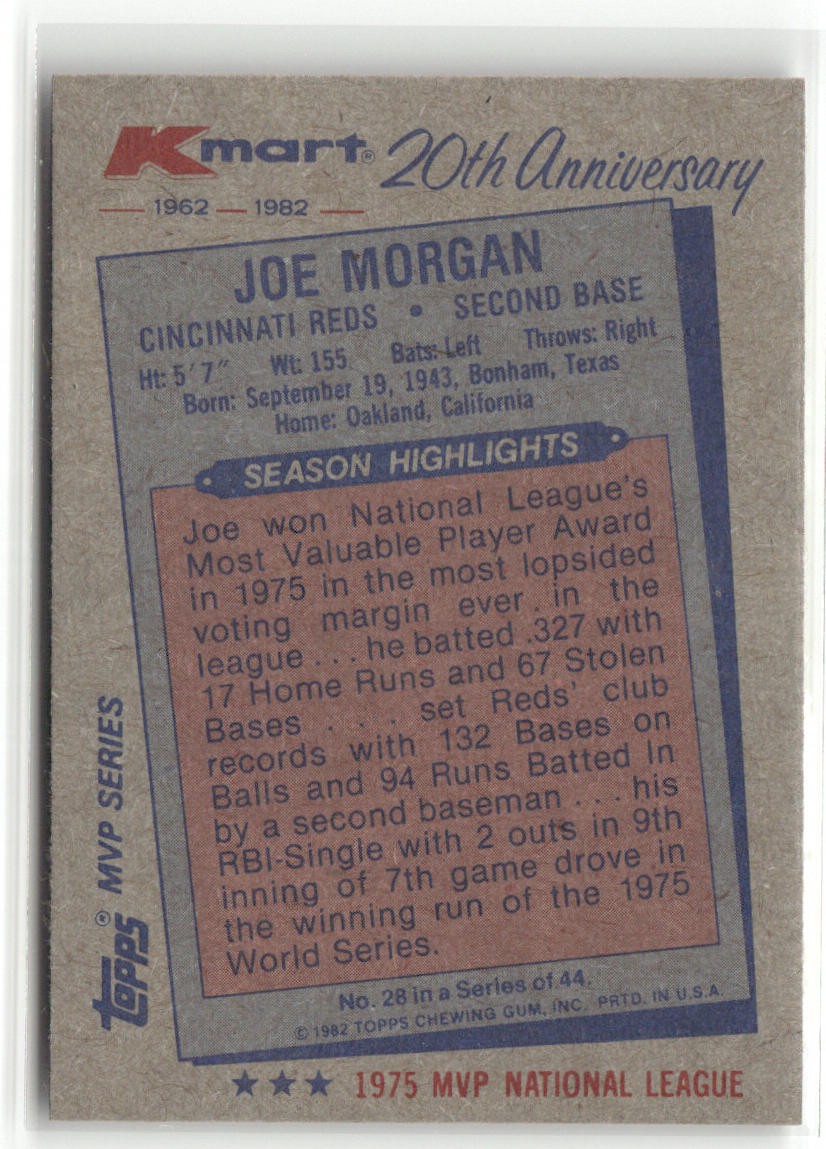 Kmart® 20th Anniversary
1962 — 1982
JOE MORGAN
CINCINNATI REDS • SECOND BASE
Ht: 5'7" Wt: 155 Bats: Left Throws: Right
Born: September 19, 1943, Bonham, Texas
Home: Oakland, California
SEASON HIGHLIGHTS
Joe won National League's
Most Valuable Player Award
in 1975 in the most lopsided
voting margin ever in the
league . . . he batted .327 with
17 Home Runs and 67 Stolen
Bases . . . set Reds' club
records with 132 Bases on
Balls and 94 Runs Batted In
by a second baseman . . . his
RBI-Single with 2 outs in 9th
inning of 7th game drove in
the winning run of the 1975
World Series.
No. 28 in a Series of 44.
© 1982 TOPPS CHEWING GUM, INC. PRTD. IN U.S.A.
topps® MVP SERIES
★★★ 1975 MVP NATIONAL LEAGUE